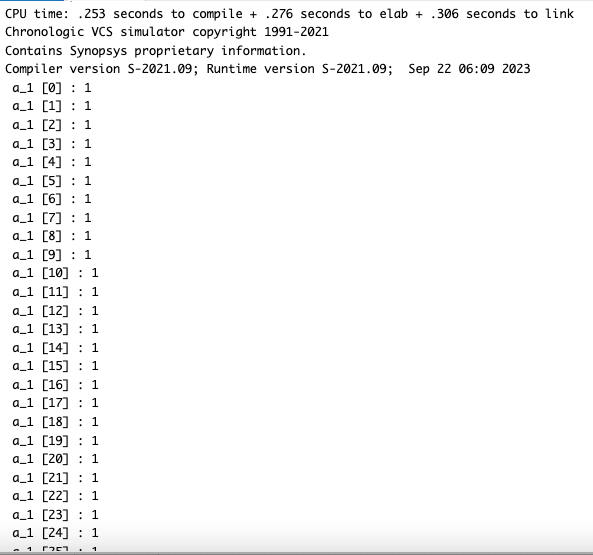 CPU time: .253 seconds to compile + .276 seconds to elab + .306 seconds to link
Chronologic VCS simulator copyright 1991-2021
Contains Synopsys proprietary information.
Compiler version S-2021.09; Runtime version S-2021.09;  Sep 22 06:09 2023
a_1 [0] : 1
a_1 [1] : 1
a_1 [2] : 1
a_1 [3] : 1
a_1 [4] : 1
a_1 [5] : 1
a_1 [6] : 1
a_1 [7] : 1
a_1 [8] : 1
a_1 [9] : 1
a_1 [10] : 1
a_1 [11] : 1
a_1 [12] : 1
a_1 [13] : 1
a_1 [14] : 1
a_1 [15] : 1
a_1 [16] : 1
a_1 [17] : 1
a_1 [18] : 1
a_1 [19] : 1
a_1 [20] : 1
a_1 [21] : 1
a_1 [22] : 1
a_1 [23] : 1
a_1 [24] : 1
a_1 [25] : 1